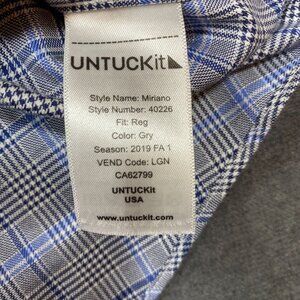 UNTUCKit
Style Name: Miriano
Style Number: 40226
Fit: Reg
Color: Gry
Season: 2019 FA 1
VEND Code: LGN
CA62799
UNTUCKit
USA
www.untuckit.com